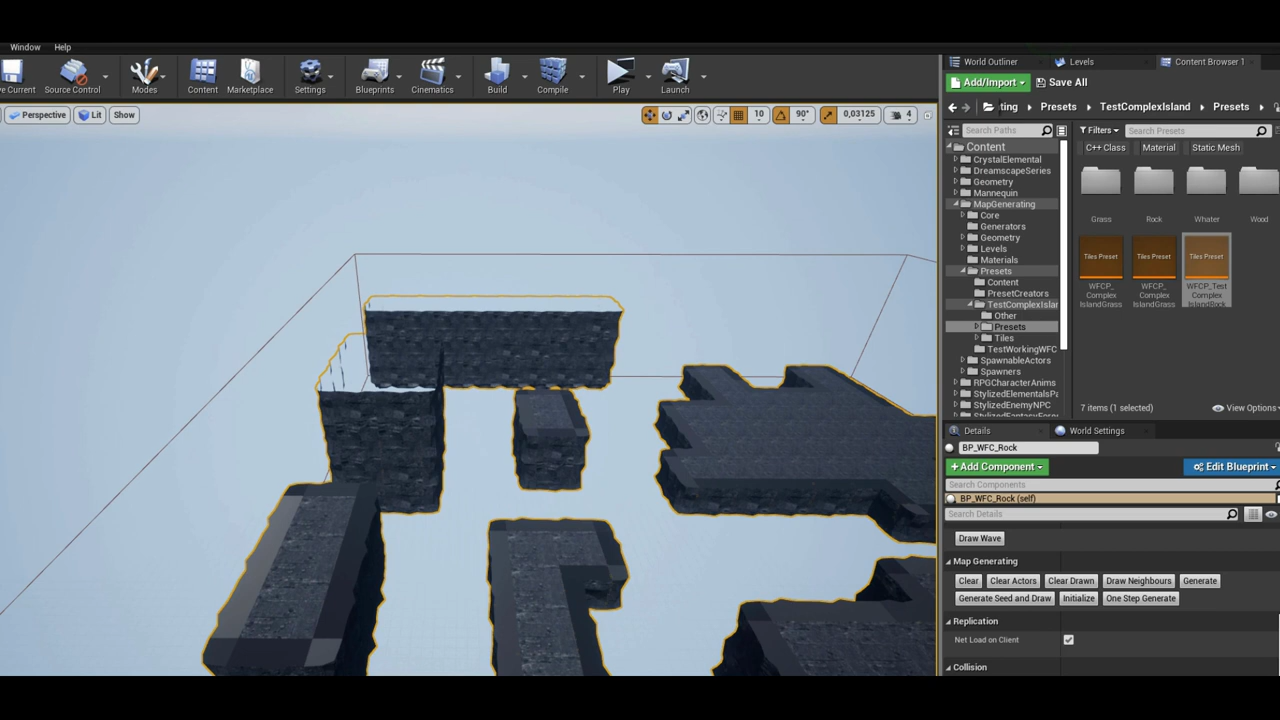 Window Help
World Outliner Levels Content Browser 1
ve Current Source Control Modes Content Marketplace Settings Blueprints Cinematics Build Compile Play Launch
Add/Import Save All
ting Presets TestComplexIsland Presets
Perspective Lit Show 10 90° 0,03125 4
Search Paths Filters Search Presets
C++ Class Material Static Mesh
Content
CrystalElemental
DreamscapeSeries
Geometry
Mannequin
MapGenerating
Core
Generators
Geometry
Levels
Materials
Presets
Content
PresetCreators
TestComplexIslan
Other
Presets
Tiles
TestWorkingWFC
SpawnableActors
Spawners
RPGCharacterAnims
StylizedElementalsPa
StylizedEnemyNPC
Grass Rock Whater Wood
Tiles Preset Tiles Preset Tiles Preset
WFCP_
Complex
IslandGrass
WFCP_
Complex
IslandGrass
WFCP_Test
Complex
IslandRock
7 items (1 selected) View Options
Details World Settings
BP_WFC_Rock
+Add Component Edit Blueprint
Search Components
BP_WFC_Rock (self)
Search Details
Draw Wave
Map Generating
Clear Clear Actors Clear Drawn Draw Neighbours Generate
Generate Seed and Draw Initialize One Step Generate
Replication
Net Load on Client
Collision